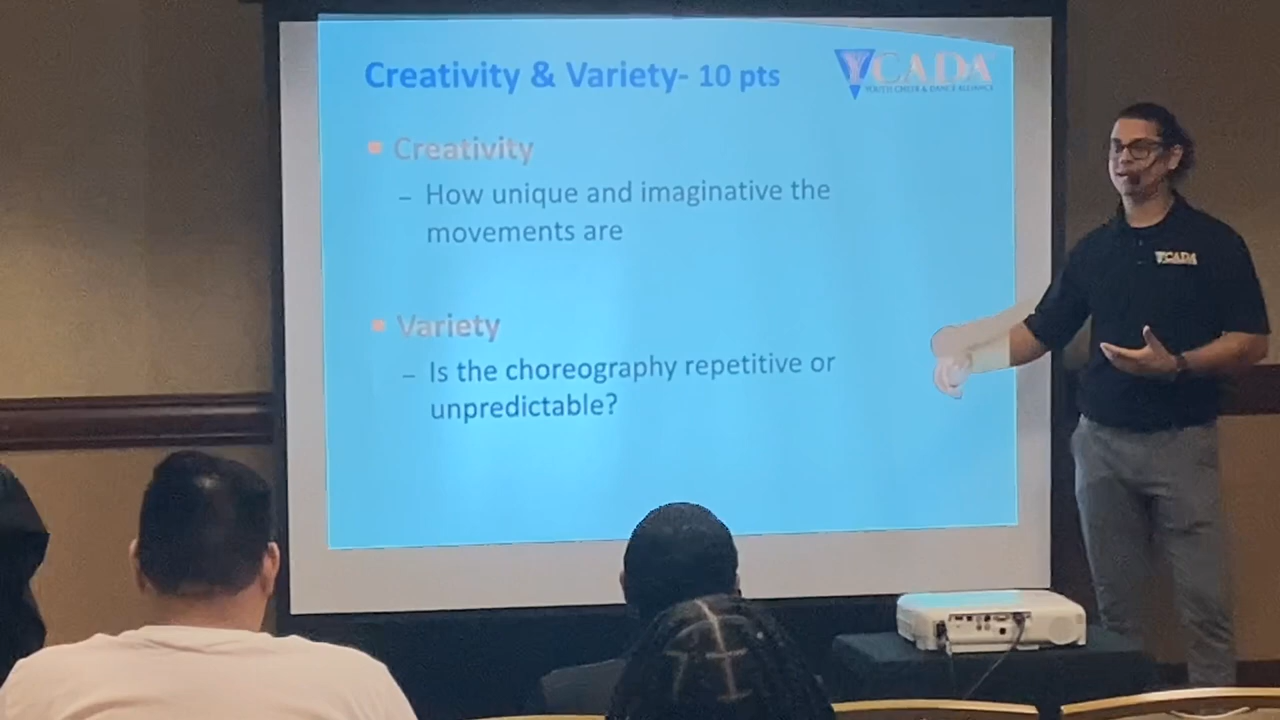 Creativity & Variety- 10 pts
YCADA
YOUTH CHEER & DANCE ALLIANCE
Creativity
– How unique and imaginative the
movements are
Variety
– Is the choreography repetitive or
unpredictable?
YCADA